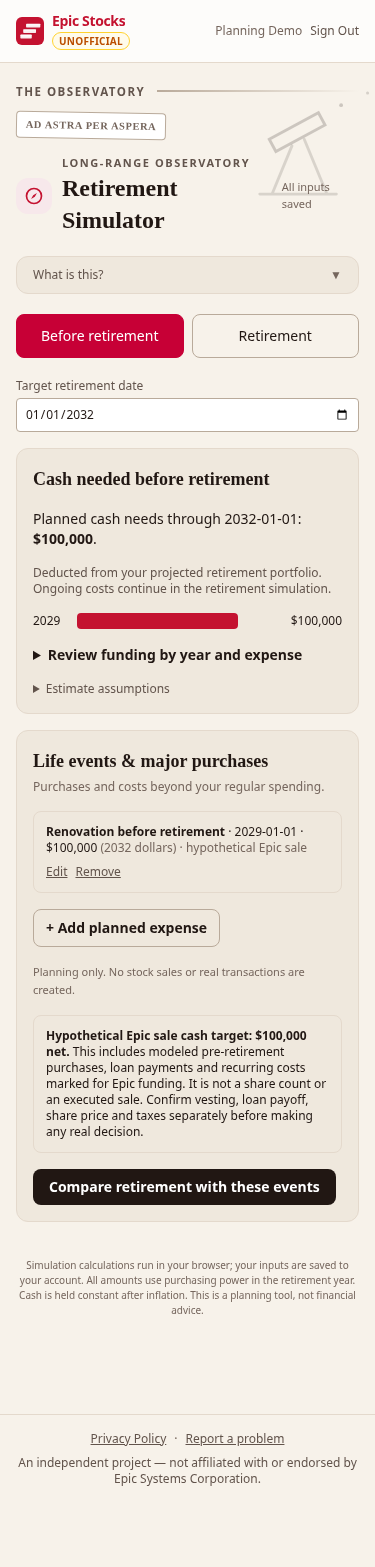 Epic Stocks
UNOFFICIAL
Planning Demo Sign Out
THE OBSERVATORY
AD ASTRA PER ASPERA
LONG-RANGE OBSERVATORY
Retirement
Simulator
All inputs
saved
What is this? ▼
Before retirement
Retirement
Target retirement date
01/01/2032
Cash needed before retirement
Planned cash needs through 2032-01-01:
$100,000.
Deducted from your projected retirement portfolio.
Ongoing costs continue in the retirement simulation.
2029 $100,000
▶ Review funding by year and expense
▶ Estimate assumptions
Life events & major purchases
Purchases and costs beyond your regular spending.
Renovation before retirement · 2029-01-01 ·
$100,000 (2032 dollars) · hypothetical Epic sale
Edit Remove
+ Add planned expense
Planning only. No stock sales or real transactions are
created.
Hypothetical Epic sale cash target: $100,000
net. This includes modeled pre-retirement
purchases, loan payments and recurring costs
marked for Epic funding. It is not a share count or
an executed sale. Confirm vesting, loan payoff,
share price and taxes separately before making
any real decision.
Compare retirement with these events
Simulation calculations run in your browser; your inputs are saved to
your account. All amounts use purchasing power in the retirement year.
Cash is held constant after inflation. This is a planning tool, not financial
advice.
Privacy Policy · Report a problem
An independent project — not affiliated with or endorsed by
Epic Systems Corporation.